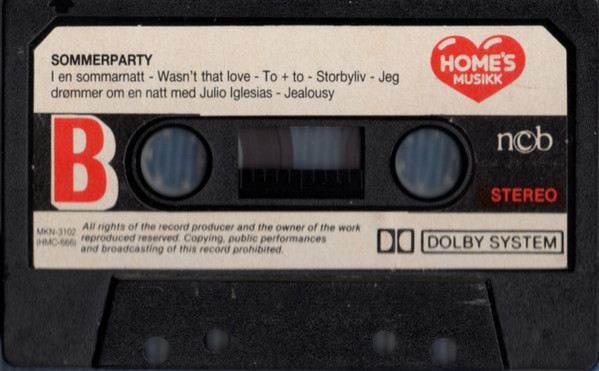 SOMMERPARTY
I en sommarnatt - Wasn't that love - To + to - Storbyliv - Jeg
drømmer om en natt med Julio Iglesias - Jealousy
HOME'S
MUSIKK
B
n©b
STEREO
MKN-3102
(HMC-666)
All rights of the record producer and the owner of the work
reproduced reserved. Copying, public performances
and broadcasting of this record prohibited.
DOLBY SYSTEM